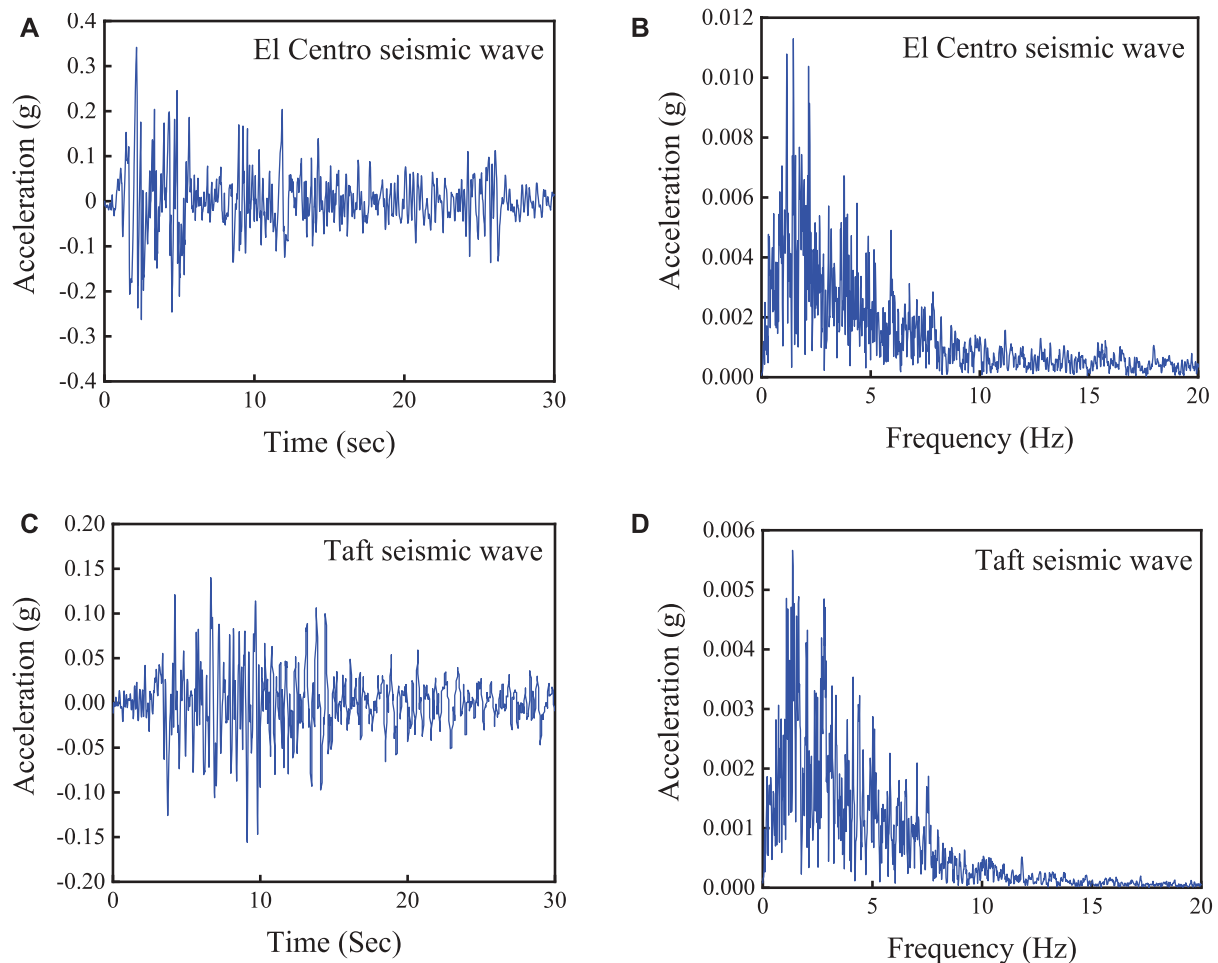 A
El Centro seismic wave
0.4
0.3
0.2
0.1
0
-0.1
-0.2
-0.3
-0.4
Acceleration (g)
0 10 20 30
Time (sec)
B
El Centro seismic wave
0.012
0.010
0.008
0.006
0.004
0.002
0.000
Acceleration (g)
0 5 10 15 20
Frequency (Hz)
C
Taft seismic wave
0.20
0.15
0.10
0.05
0.00
-0.05
-0.10
-0.15
-0.20
Acceleration (g)
0 10 20 30
Time (Sec)
D
Taft seismic wave
0.006
0.005
0.004
0.003
0.002
0.001
0.000
Acceleration (g)
0 5 10 15 20
Frequency (Hz)